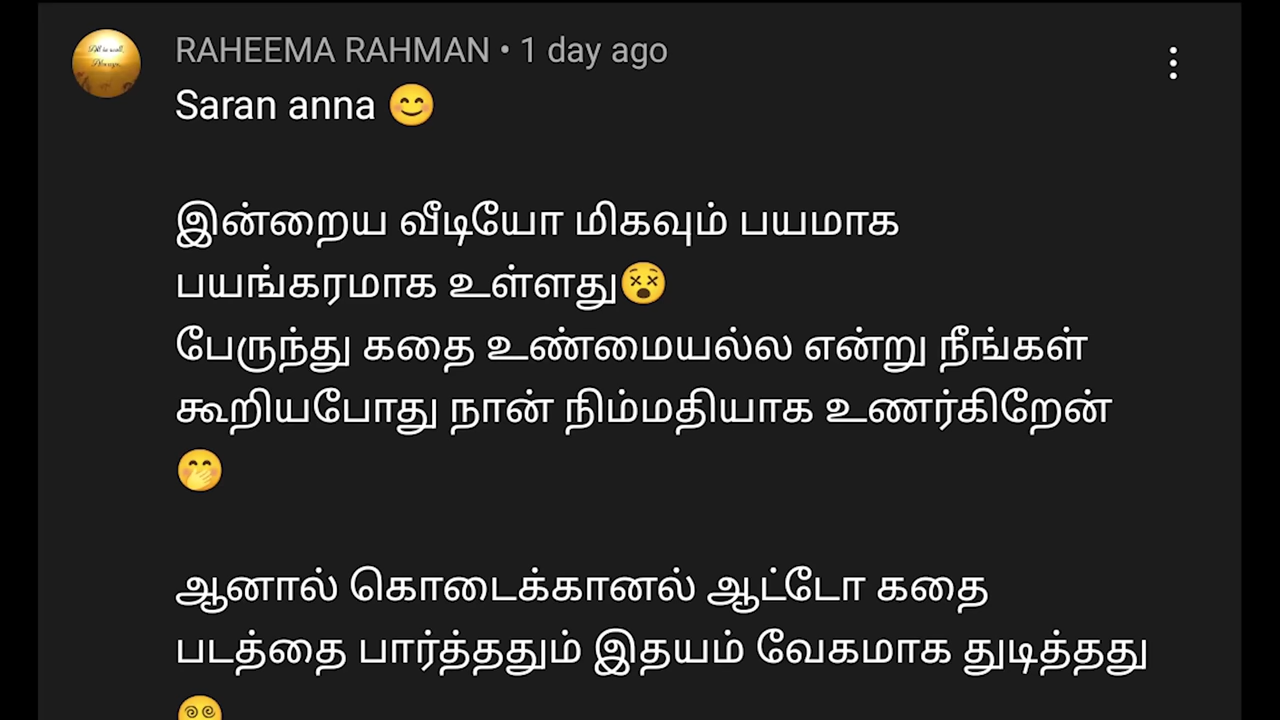 RAHEEMA RAHMAN • 1 day ago
Saran anna 😊
இன்றைய வீடியோ மிகவும் பயமாக
பயங்கரமாக உள்ளது😵
பேருந்து கதை உண்மையல்ல என்று நீங்கள்
கூறியபோது நான் நிம்மதியாக உணர்கிறேன்
🤭
ஆனால் கொடைக்கானல் ஆட்டோ கதை
படத்தை பார்த்ததும் இதயம் வேகமாக துடித்தது
😵‍💫